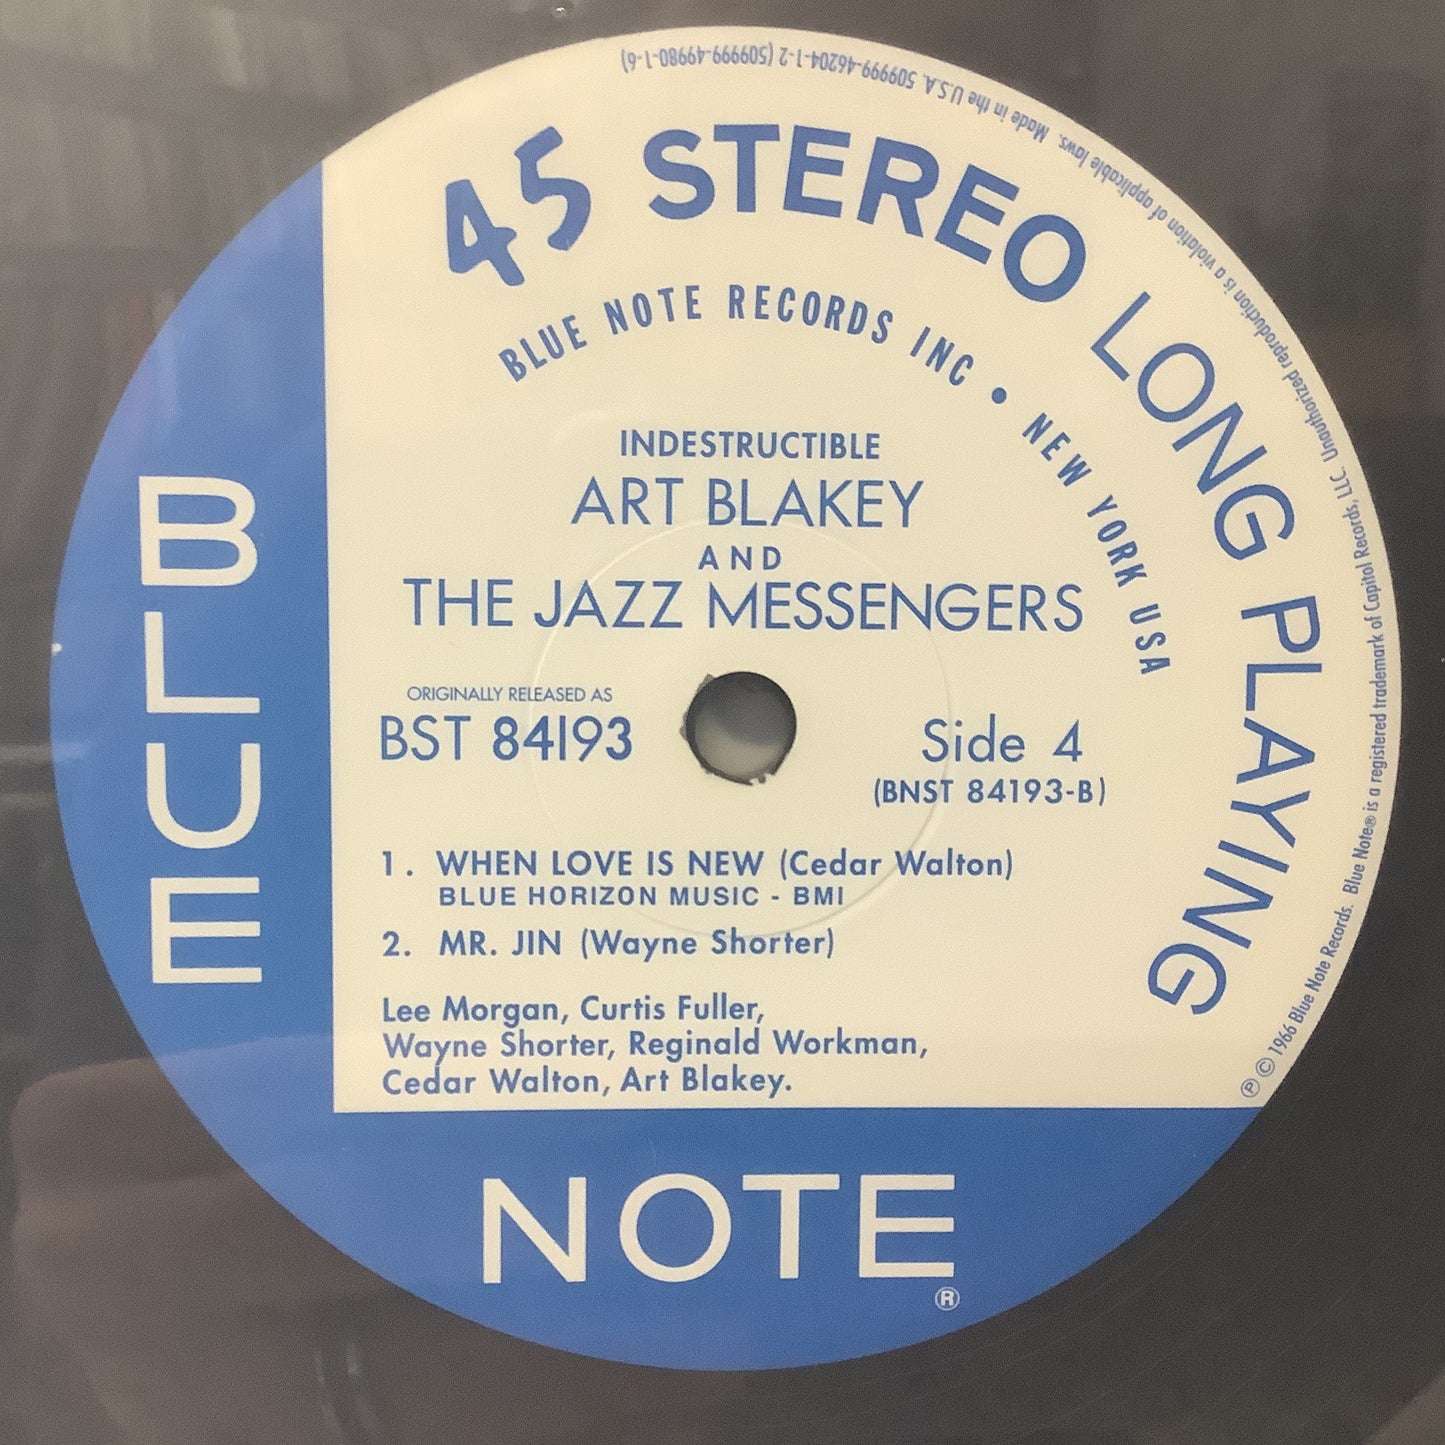 45 STEREO LONG PLAYING
BLUE NOTE RECORDS INC • NEW YORK USA
INDESTRUCTIBLE
ART BLAKEY
AND
THE JAZZ MESSENGERS
ORIGINALLY RELEASED AS
BST 84193
Side 4
(BNST 84193-B)
1. WHEN LOVE IS NEW (Cedar Walton)
BLUE HORIZON MUSIC - BMI
2. MR. JIN (Wayne Shorter)
Lee Morgan, Curtis Fuller,
Wayne Shorter, Reginald Workman,
Cedar Walton, Art Blakey.
BLUE
NOTE®
℗ © 1966 Blue Note Records. Blue Note® is a registered trademark of Capitol Records, LLC. Unauthorized reproduction is a violation of applicable laws. Made in the U.S.A. 509999-46204-1-2 (509999-49980-1-6)